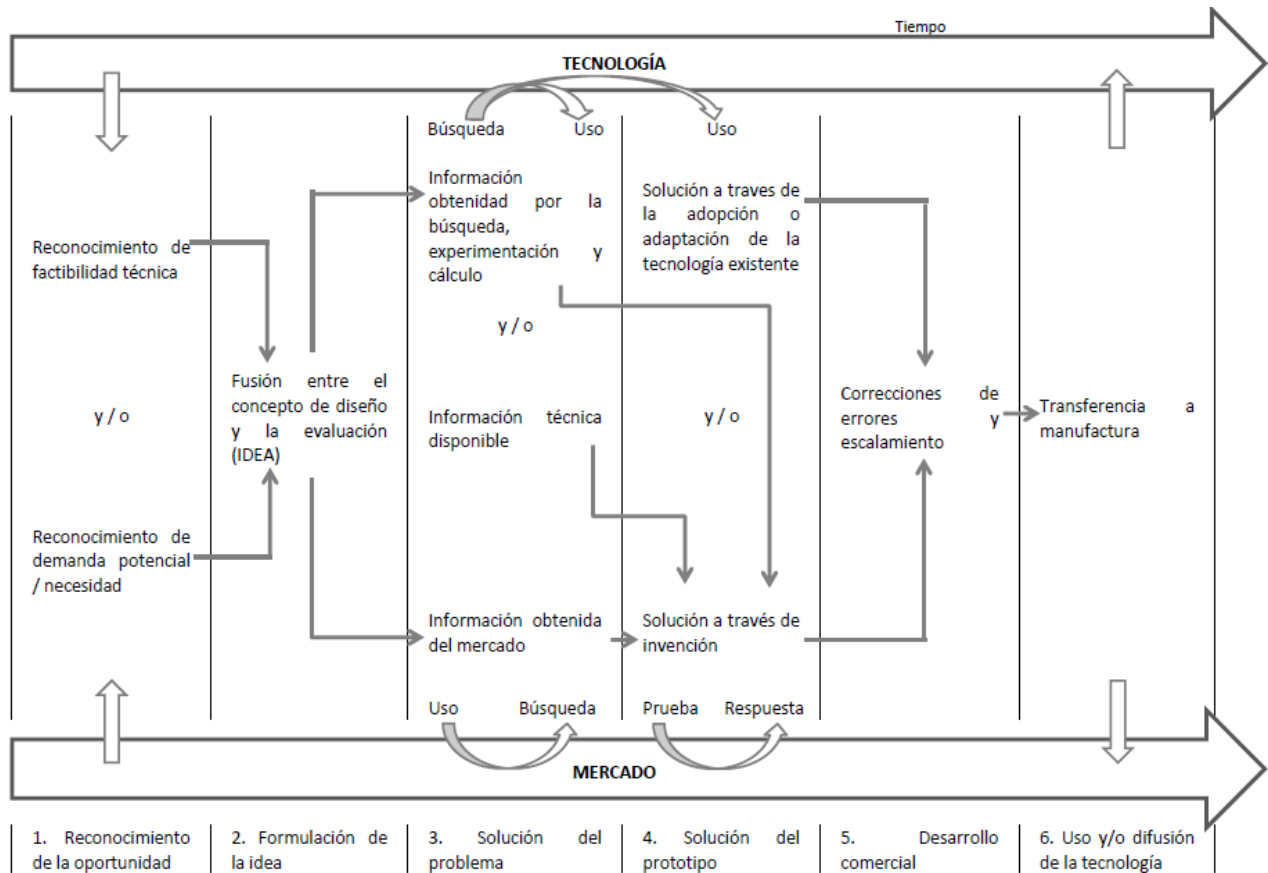 Tiempo
TECNOLOGÍA
Búsqueda Uso Uso
Reconocimiento de
factibilidad técnica
y / o
Reconocimiento de
demanda potencial
/ necesidad
Fusión entre el
concepto de diseño
y la evaluación
(IDEA)
Información
obtenidad por la
búsqueda,
experimentación y
cálculo
y / o
Información técnica
disponible
Información obtenida
del mercado
Solución a traves de
la adopción o
adaptación de la
tecnología existente
y / o
Solución a través de
invención
Correcciones de
errores y
escalamiento
Transferencia a
manufactura
Uso Búsqueda Prueba Respuesta
MERCADO
1. Reconocimiento
de la oportunidad
2. Formulación de
la idea
3. Solución del
problema
4. Solución del
prototipo
5. Desarrollo
comercial
6. Uso y/o difusión
de la tecnología